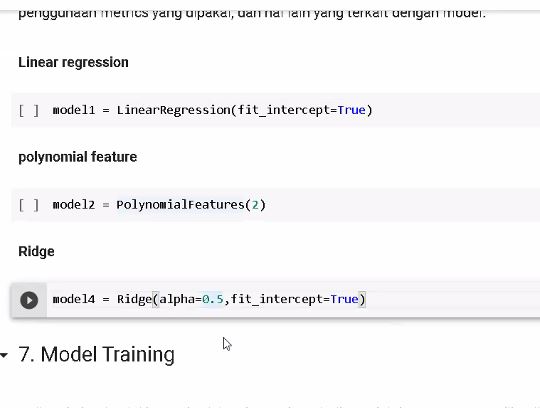 penggunaan metrics yang dipakai, dan hal lain yang terkait dengan model.
Linear regression
[ ] model1 = LinearRegression(fit_intercept=True)
polynomial feature
[ ] model2 = PolynomialFeatures(2)
Ridge
model4 = Ridge(alpha=0.5,fit_intercept=True)
7. Model Training